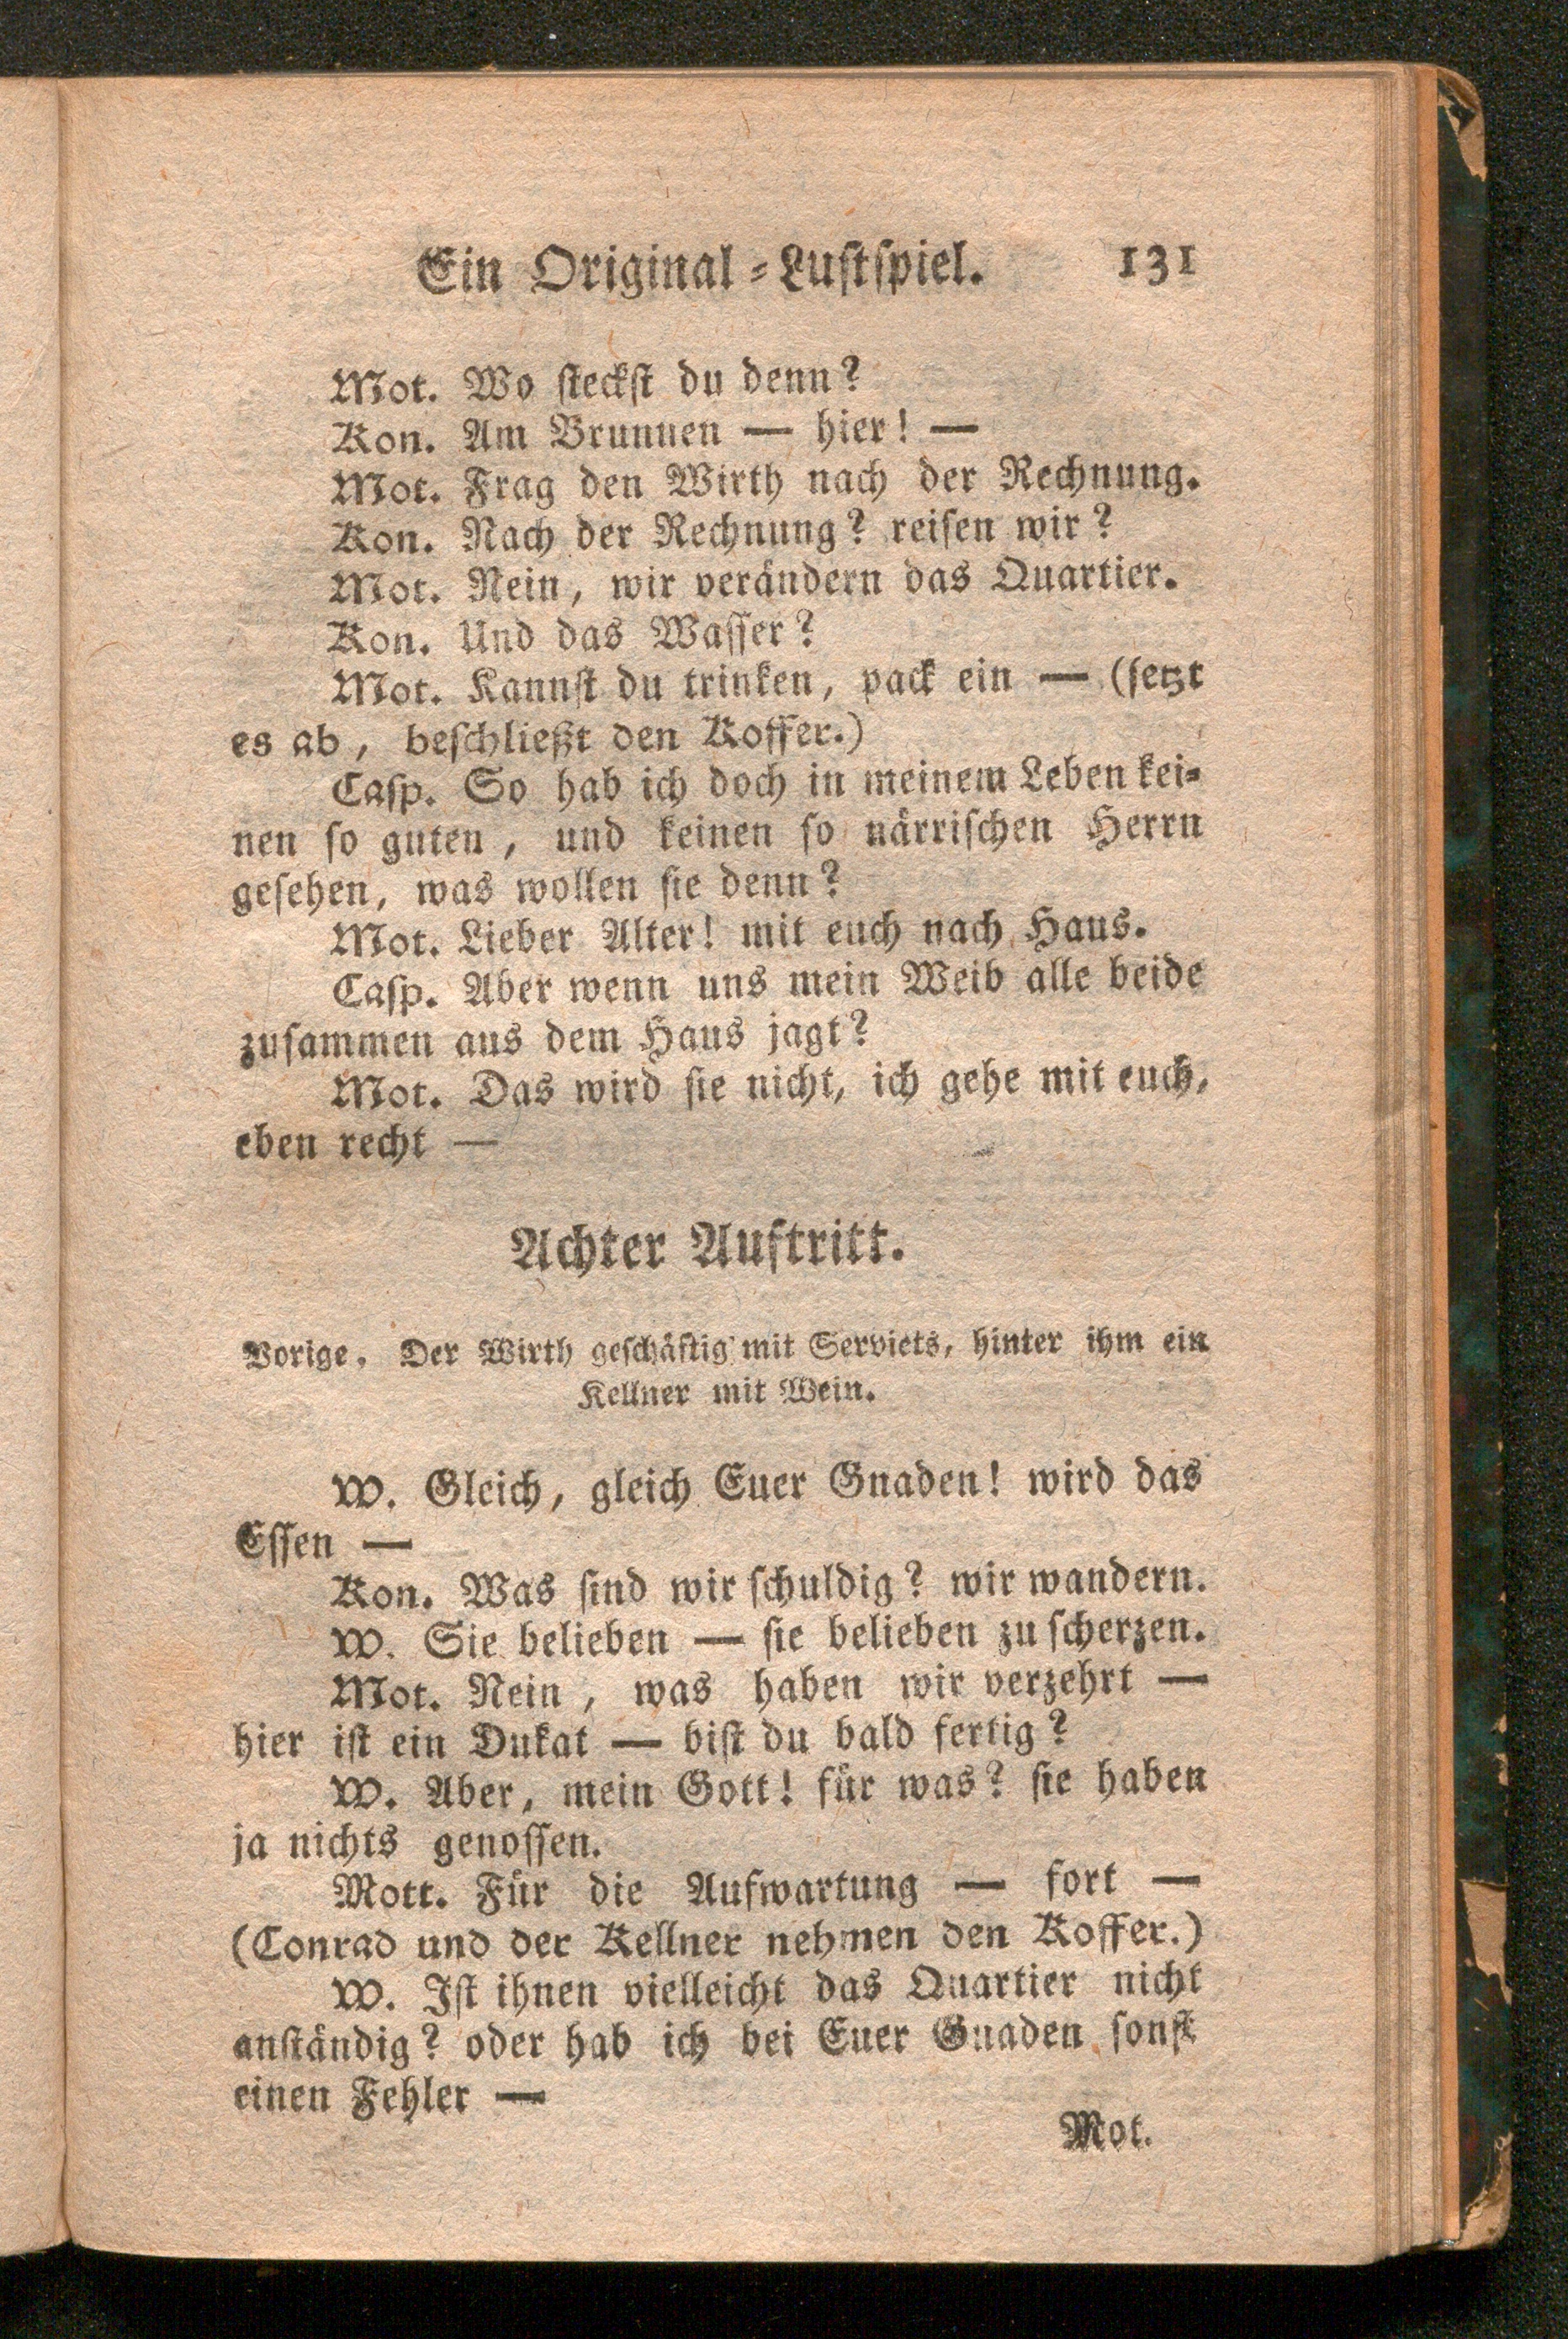 Ein Original-Lustspiel. 131
Mot. Wo steckst du denn?
Kon. Am Brunnen — hier! —
Mot. Frag den Wirth nach der Rechnung.
Kon. Nach der Rechnung? reisen wir?
Mot. Nein, wir verändern das Quartier.
Kon. Und das Wasser?
Mot. Kannst du trinken, pack ein — (setzt
es ab, beschließt den Koffer.)
Casp. So hab ich doch in meinem Leben kei-
nen so guten, und keinen so närrischen Herrn
gesehen, was wollen sie denn?
Mot. Lieber Alter! mit euch nach Haus.
Casp. Aber wenn uns mein Weib alle beide
zusammen aus dem Haus jagt?
Mot. Das wird sie nicht, ich gehe mit euch,
eben recht —
Achter Auftritt.
Vorige. Der Wirth geschäftig mit Serviets, hinter ihm ein
Kellner mit Wein.
W. Gleich, gleich Euer Gnaden! wird das
Essen —
Kon. Was sind wir schuldig? wir wandern.
W. Sie belieben — sie belieben zu scherzen.
Mot. Nein, was haben wir verzehrt —
hier ist ein Dukat — bist du bald fertig?
W. Aber, mein Gott! für was? sie haben
ja nichts genossen.
Mott. Für die Aufwartung — fort —
(Conrad und der Kellner nehmen den Koffer.)
W. Ist ihnen vielleicht das Quartier nicht
anständig? oder hab ich bei Euer Gnaden sonst
einen Fehler —
Mot.